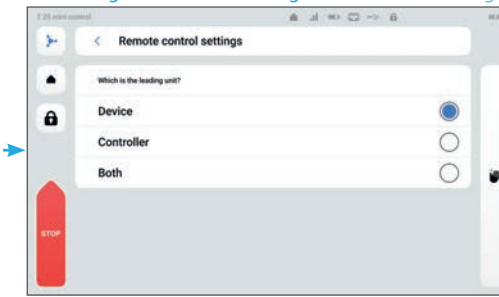 Remote control settings
Which is the leading unit?
Device
Controller
Both
STOP